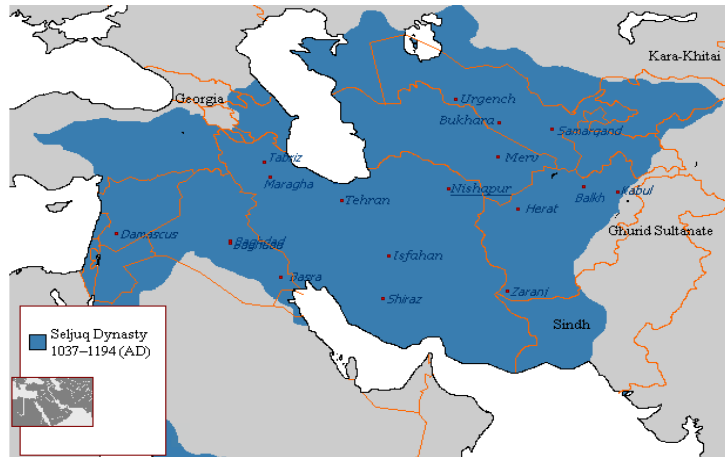 Kara-Khitai
Georgia
Urgench
Bukhara
Samarqand
Tabriz
Merv
Maragha
Nishapur
Balkh
Kabul
Tehran
Herat
Damascus
Ghurid Sultanate
Baghdad
Baghdad
Isfahan
Basra
Zaranj
Shiraz
Sindh
Seljuq Dynasty
1037–1194 (AD)